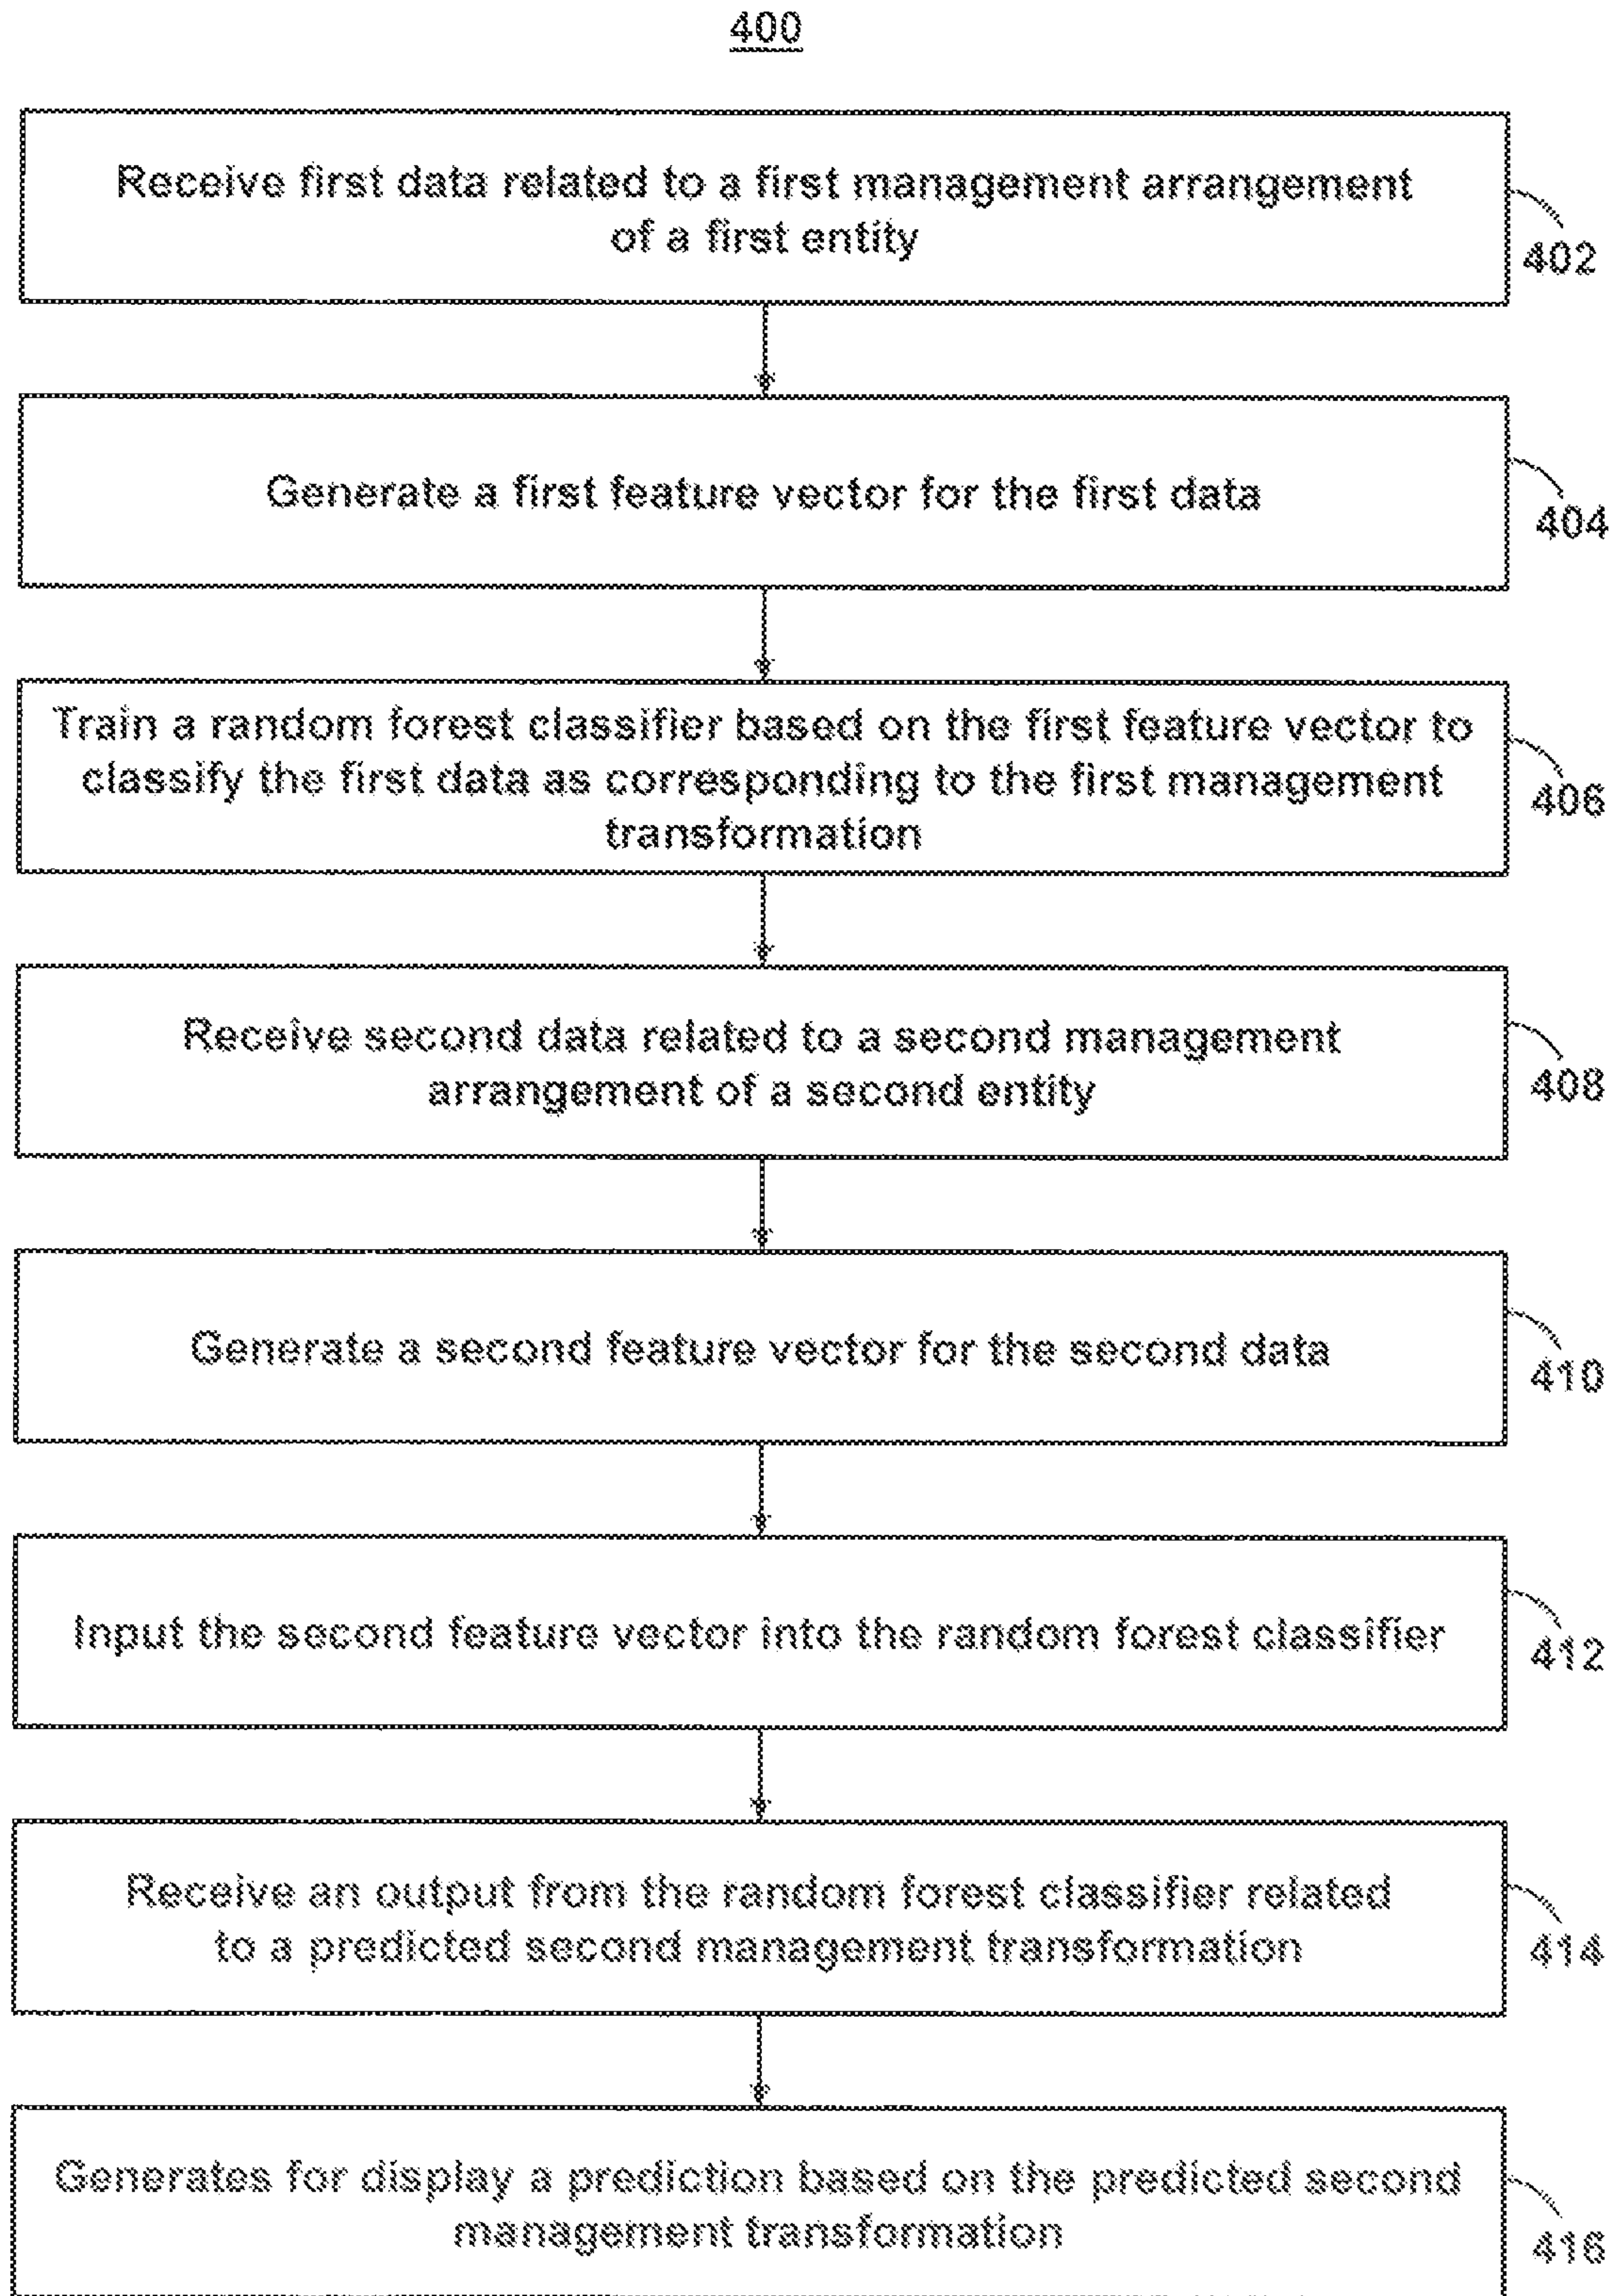 400
Receive first data related to a first management arrangement
of a first entity
402
Generate a first feature vector for the first data
404
Train a random forest classifier based on the first feature vector to
classify the first data as corresponding to the first management
transformation
406
Receive second data related to a second management
arrangement of a second entity
408
Generate a second feature vector for the second data
410
Input the second feature vector into the random forest classifier
412
Receive an output from the random forest classifier related
to a predicted second management transformation
414
Generates for display a prediction based on the predicted second
management transformation
416